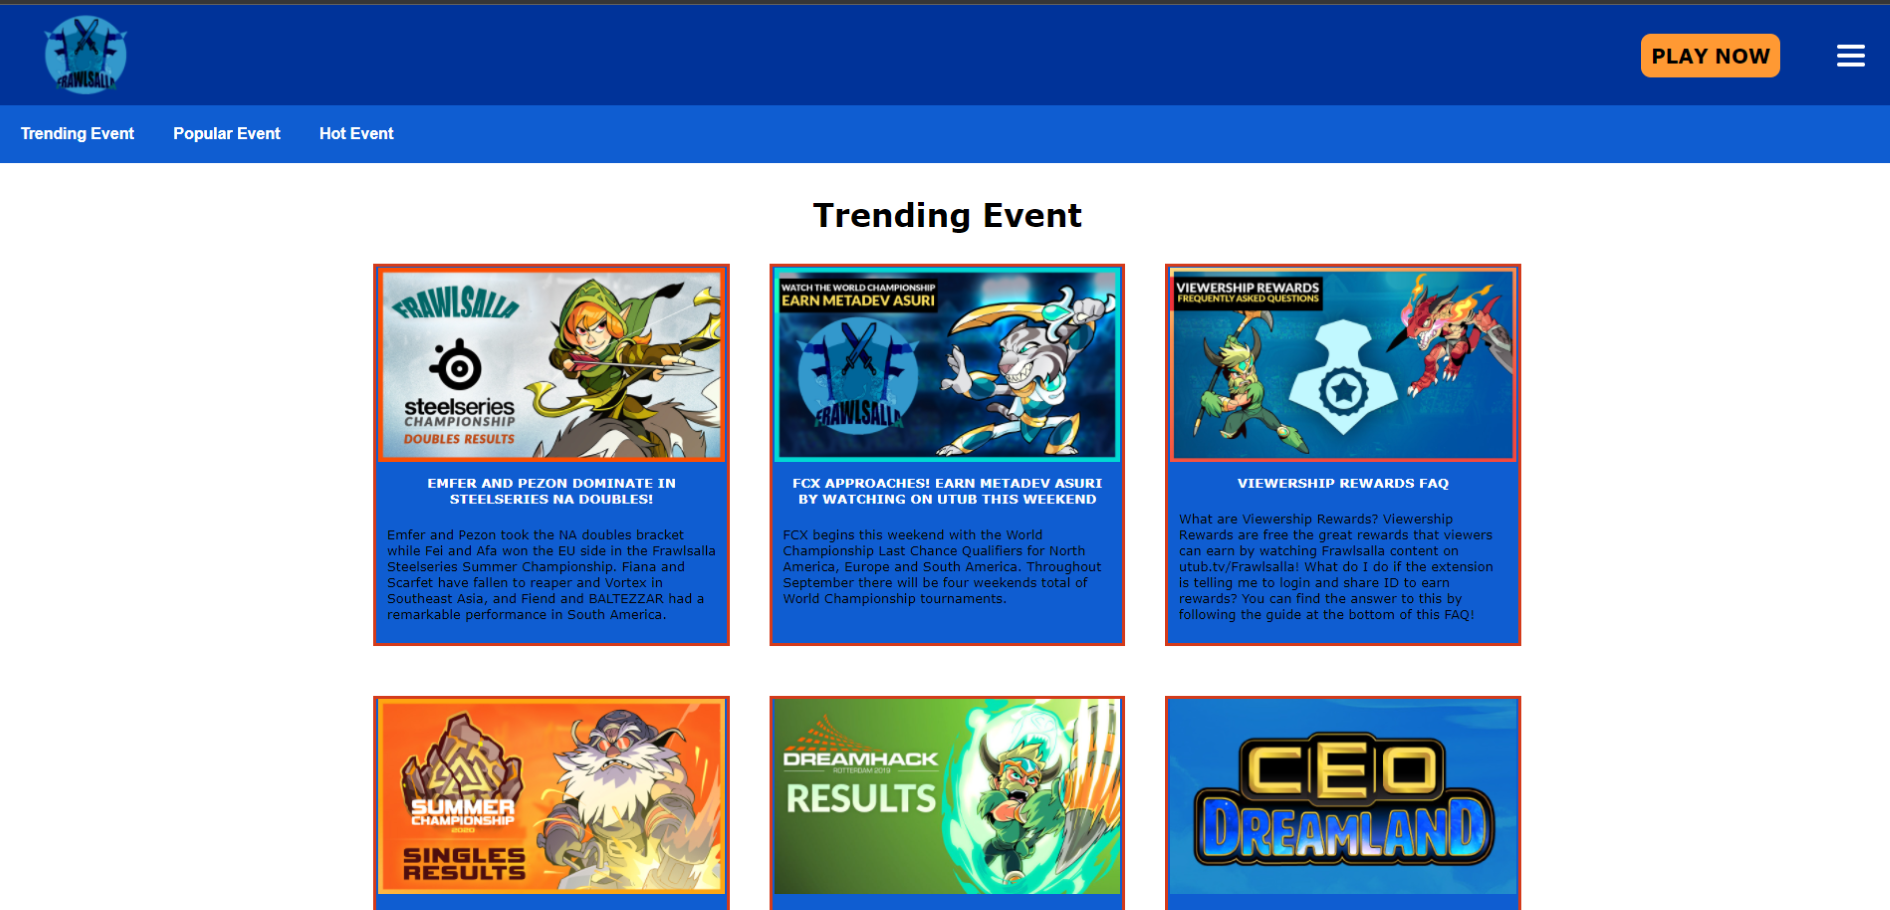 FRAWLSALLA
PLAY NOW
Trending Event
Popular Event
Hot Event
Trending Event
FRAWLSALLA
steelseries
CHAMPIONSHIP
DOUBLES RESULTS
EMFER AND PEZON DOMINATE IN
STEELSERIES NA DOUBLES!
Emfer and Pezon took the NA doubles bracket
while Fei and Afa won the EU side in the Frawlsalla
Steelseries Summer Championship. Fiana and
Scarfet have fallen to reaper and Vortex in
Southeast Asia, and Fiend and BALTEZZAR had a
remarkable performance in South America.
WATCH THE WORLD CHAMPIONSHIP
EARN METADEV ASURI
FRAWLSALLA
FCX APPROACHES! EARN METADEV ASURI
BY WATCHING ON UTUB THIS WEEKEND
FCX begins this weekend with the World
Championship Last Chance Qualifiers for North
America, Europe and South America. Throughout
September there will be four weekends total of
World Championship tournaments.
VIEWERSHIP REWARDS
FREQUENTLY ASKED QUESTIONS
VIEWERSHIP REWARDS FAQ
What are Viewership Rewards? Viewership
Rewards are free the great rewards that viewers
can earn by watching Frawlsalla content on
utub.tv/Frawlsalla! What do I do if the extension
is telling me to login and share ID to earn
rewards? You can find the answer to this by
following the guide at the bottom of this FAQ!
SUMMER
CHAMPIONSHIP
2020
SINGLES
RESULTS
DREAMHACK
ROTTERDAM 2019
RESULTS
CEO
DREAMLAND